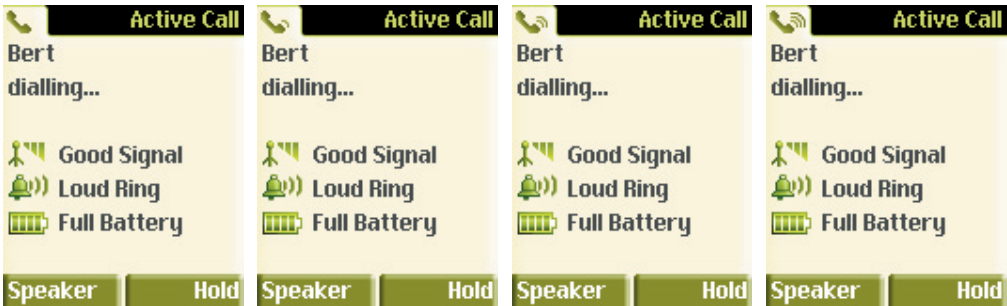 Active Call
Bert
dialling...
Good Signal
Loud Ring
Full Battery
Speaker Hold
Active Call
Bert
dialling...
Good Signal
Loud Ring
Full Battery
Speaker Hold
Active Call
Bert
dialling...
Good Signal
Loud Ring
Full Battery
Speaker Hold
Active Call
Bert
dialling...
Good Signal
Loud Ring
Full Battery
Speaker Hold